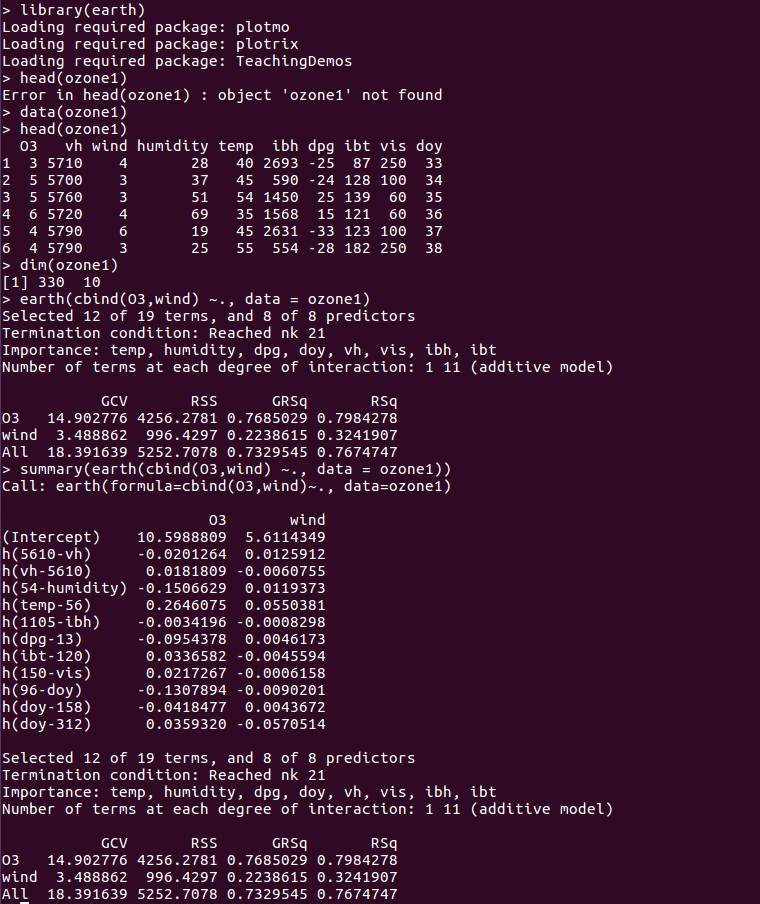 > library(earth)
Loading required package: plotmo
Loading required package: plotrix
Loading required package: TeachingDemos
> head(ozone1)
Error in head(ozone1) : object 'ozone1' not found
> data(ozone1)
> head(ozone1)
  O3   vh wind humidity temp  ibh dpg ibt vis doy
1  3 5710    4       28   40 2693 -25  87 250  33
2  5 5700    3       37   45  590 -24 128 100  34
3  5 5760    3       51   54 1450  25 139  60  35
4  6 5720    4       69   35 1568  15 121  60  36
5  4 5790    6       19   45 2631 -33 123 100  37
6  4 5790    3       25   55  554 -28 182 250  38
> dim(ozone1)
[1] 330  10
> earth(cbind(O3,wind) ~., data = ozone1)
Selected 12 of 19 terms, and 8 of 8 predictors
Termination condition: Reached nk 21
Importance: temp, humidity, dpg, doy, vh, vis, ibh, ibt
Number of terms at each degree of interaction: 1 11 (additive model)

           GCV       RSS      GRSq       RSq
O3   14.902776 4256.2781 0.7685029 0.7984278
wind  3.488862  996.4297 0.2238615 0.3241907
All  18.391639 5252.7078 0.7329545 0.7674747
> summary(earth(cbind(O3,wind) ~., data = ozone1))
Call: earth(formula=cbind(O3,wind)~., data=ozone1)

                       O3       wind
(Intercept)    10.5988809  5.6114349
h(5610-vh)     -0.0201264  0.0125912
h(vh-5610)      0.0181809 -0.0060755
h(54-humidity) -0.1506629  0.0119373
h(temp-56)      0.2646075  0.0550381
h(1105-ibh)    -0.0034196 -0.0008298
h(dpg-13)      -0.0954378  0.0046173
h(ibt-120)      0.0336582 -0.0045594
h(150-vis)      0.0217267 -0.0006158
h(96-doy)      -0.1307894 -0.0090201
h(doy-158)     -0.0418477  0.0043672
h(doy-312)      0.0359320 -0.0570514

Selected 12 of 19 terms, and 8 of 8 predictors
Termination condition: Reached nk 21
Importance: temp, humidity, dpg, doy, vh, vis, ibh, ibt
Number of terms at each degree of interaction: 1 11 (additive model)

           GCV       RSS      GRSq       RSq
O3   14.902776 4256.2781 0.7685029 0.7984278
wind  3.488862  996.4297 0.2238615 0.3241907
All  18.391639 5252.7078 0.7329545 0.7674747